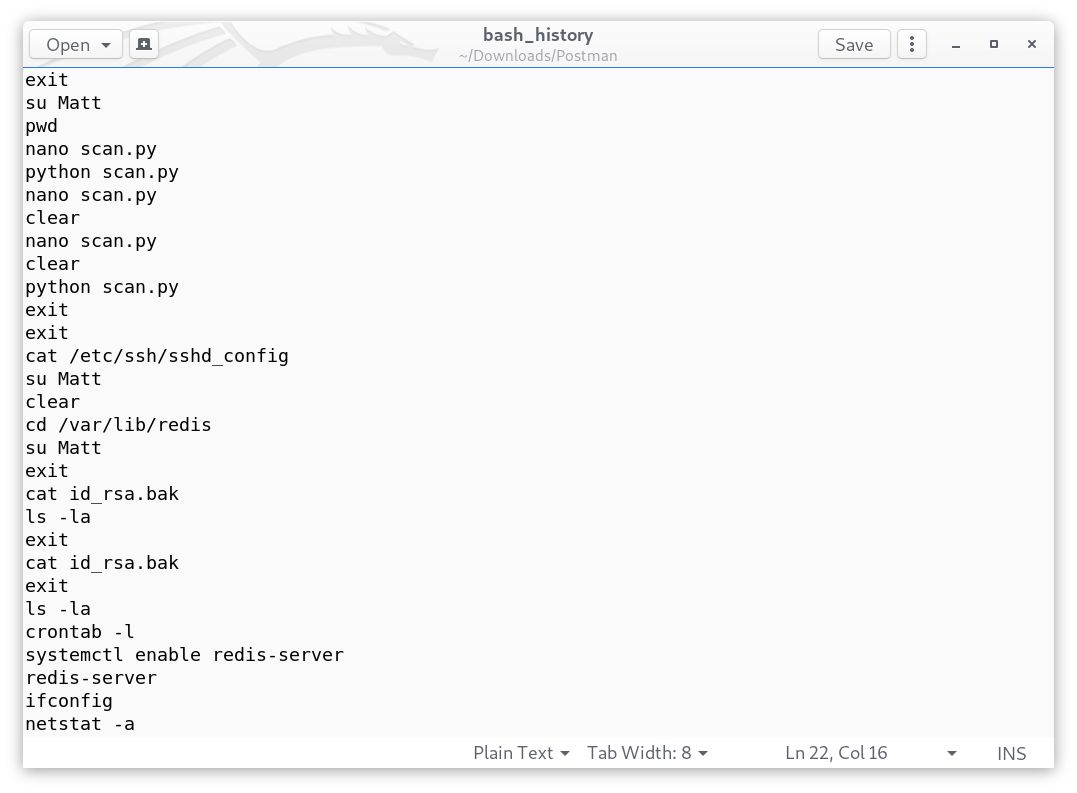 Open
bash_history
~/Downloads/Postman
Save
exit
su Matt
pwd
nano scan.py
python scan.py
nano scan.py
clear
nano scan.py
clear
python scan.py
exit
exit
cat /etc/ssh/sshd_config
su Matt
clear
cd /var/lib/redis
su Matt
exit
cat id_rsa.bak
ls -la
exit
cat id_rsa.bak
exit
ls -la
crontab -l
systemctl enable redis-server
redis-server
ifconfig
netstat -a
Plain Text Tab Width: 8 Ln 22, Col 16 INS